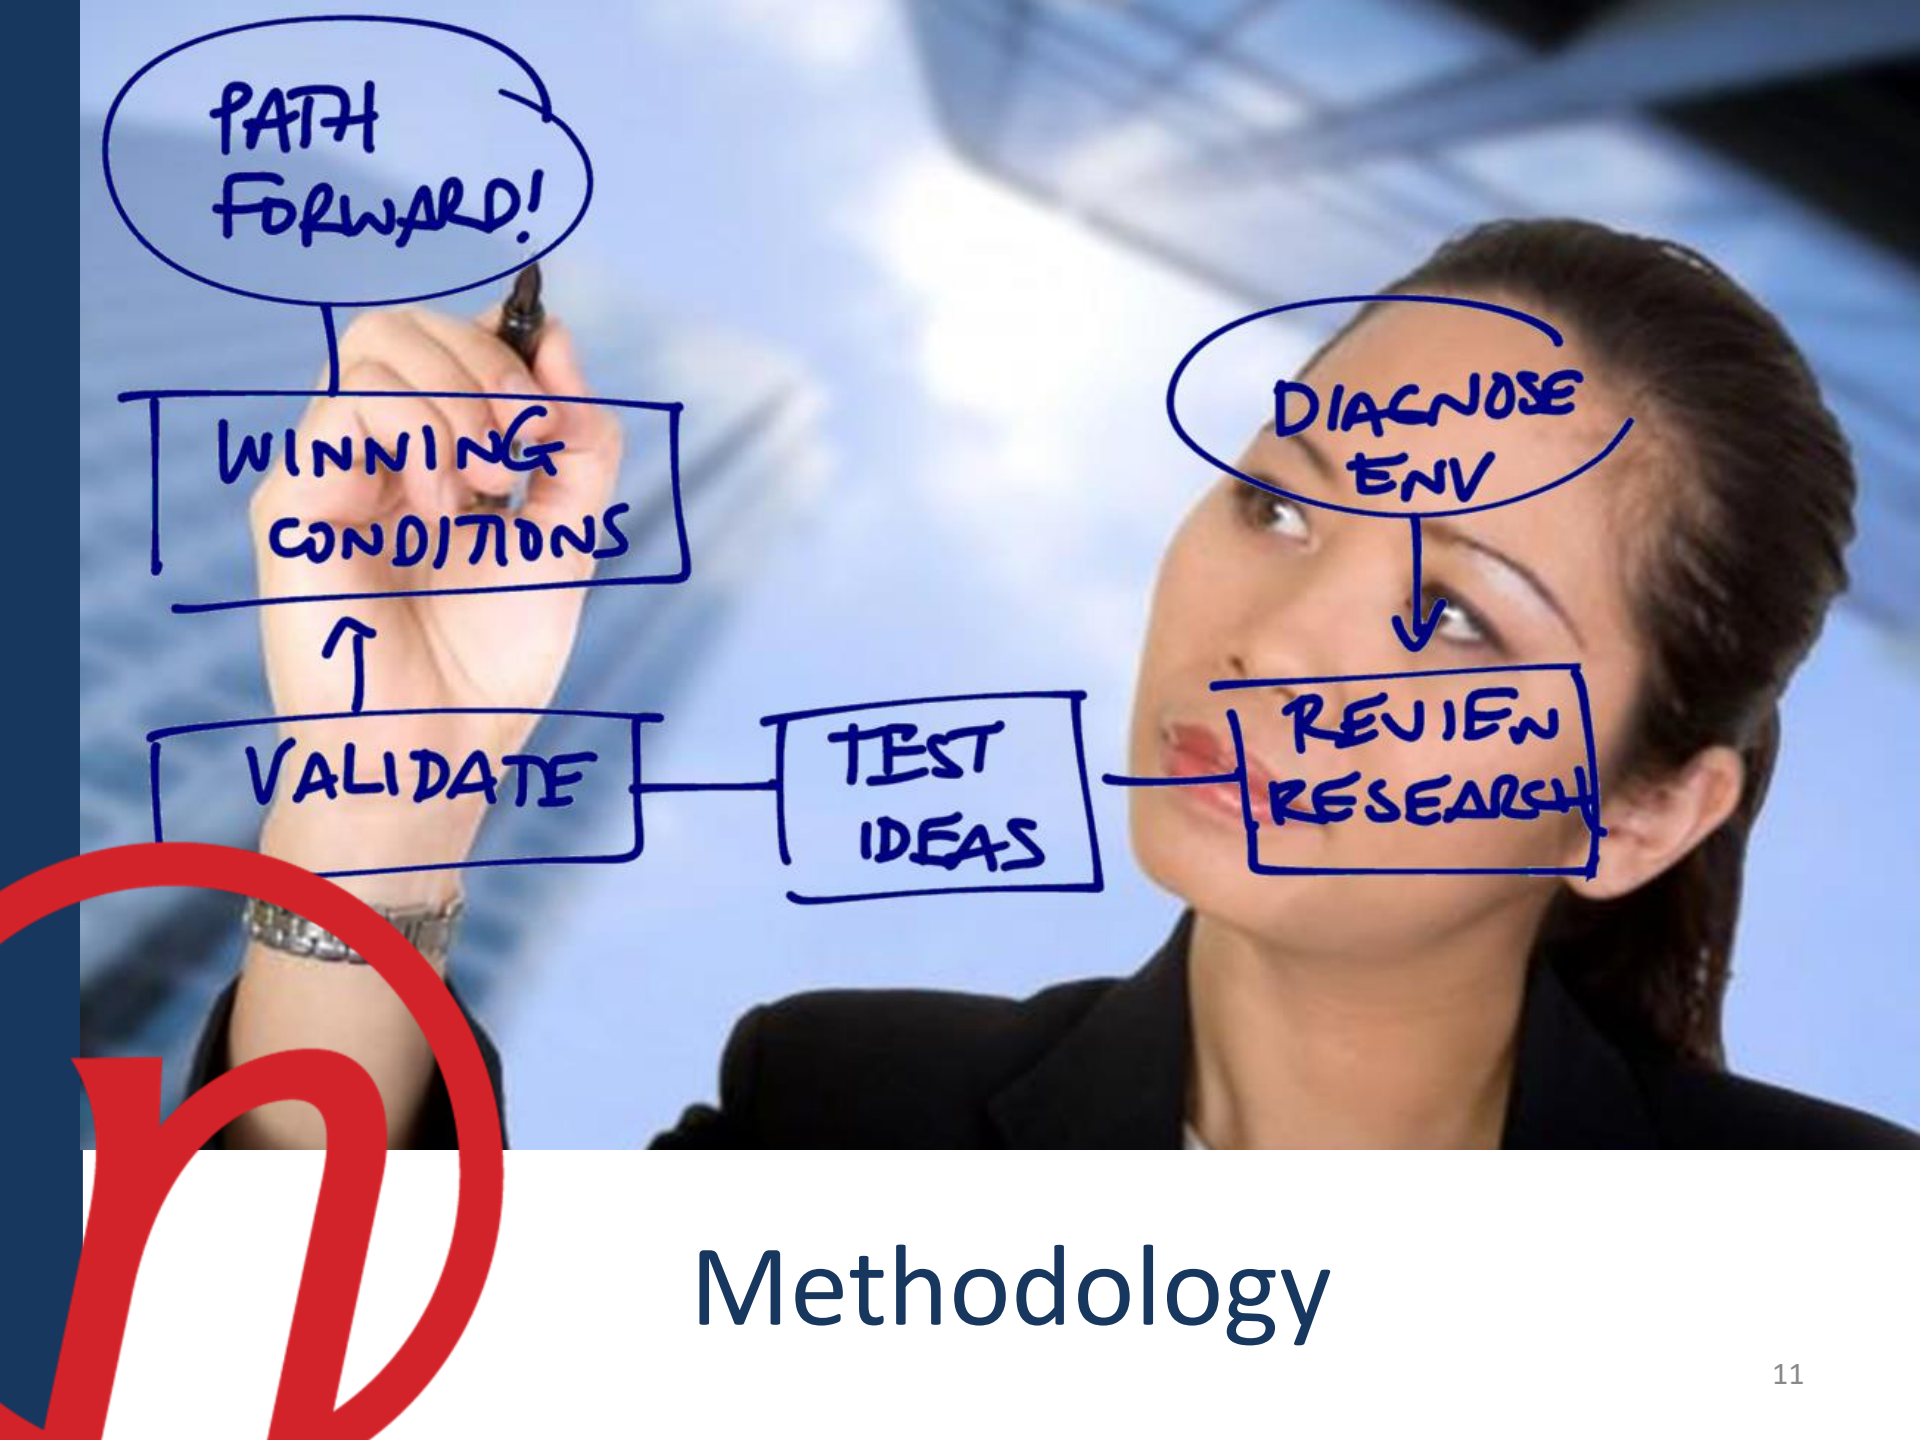 PATH
FORWARD!
DIAGNOSE
ENV
WINNING
CONDITIONS
REVIEW
RESEARCH
TEST
IDEAS
VALIDATE
n
Methodology
11